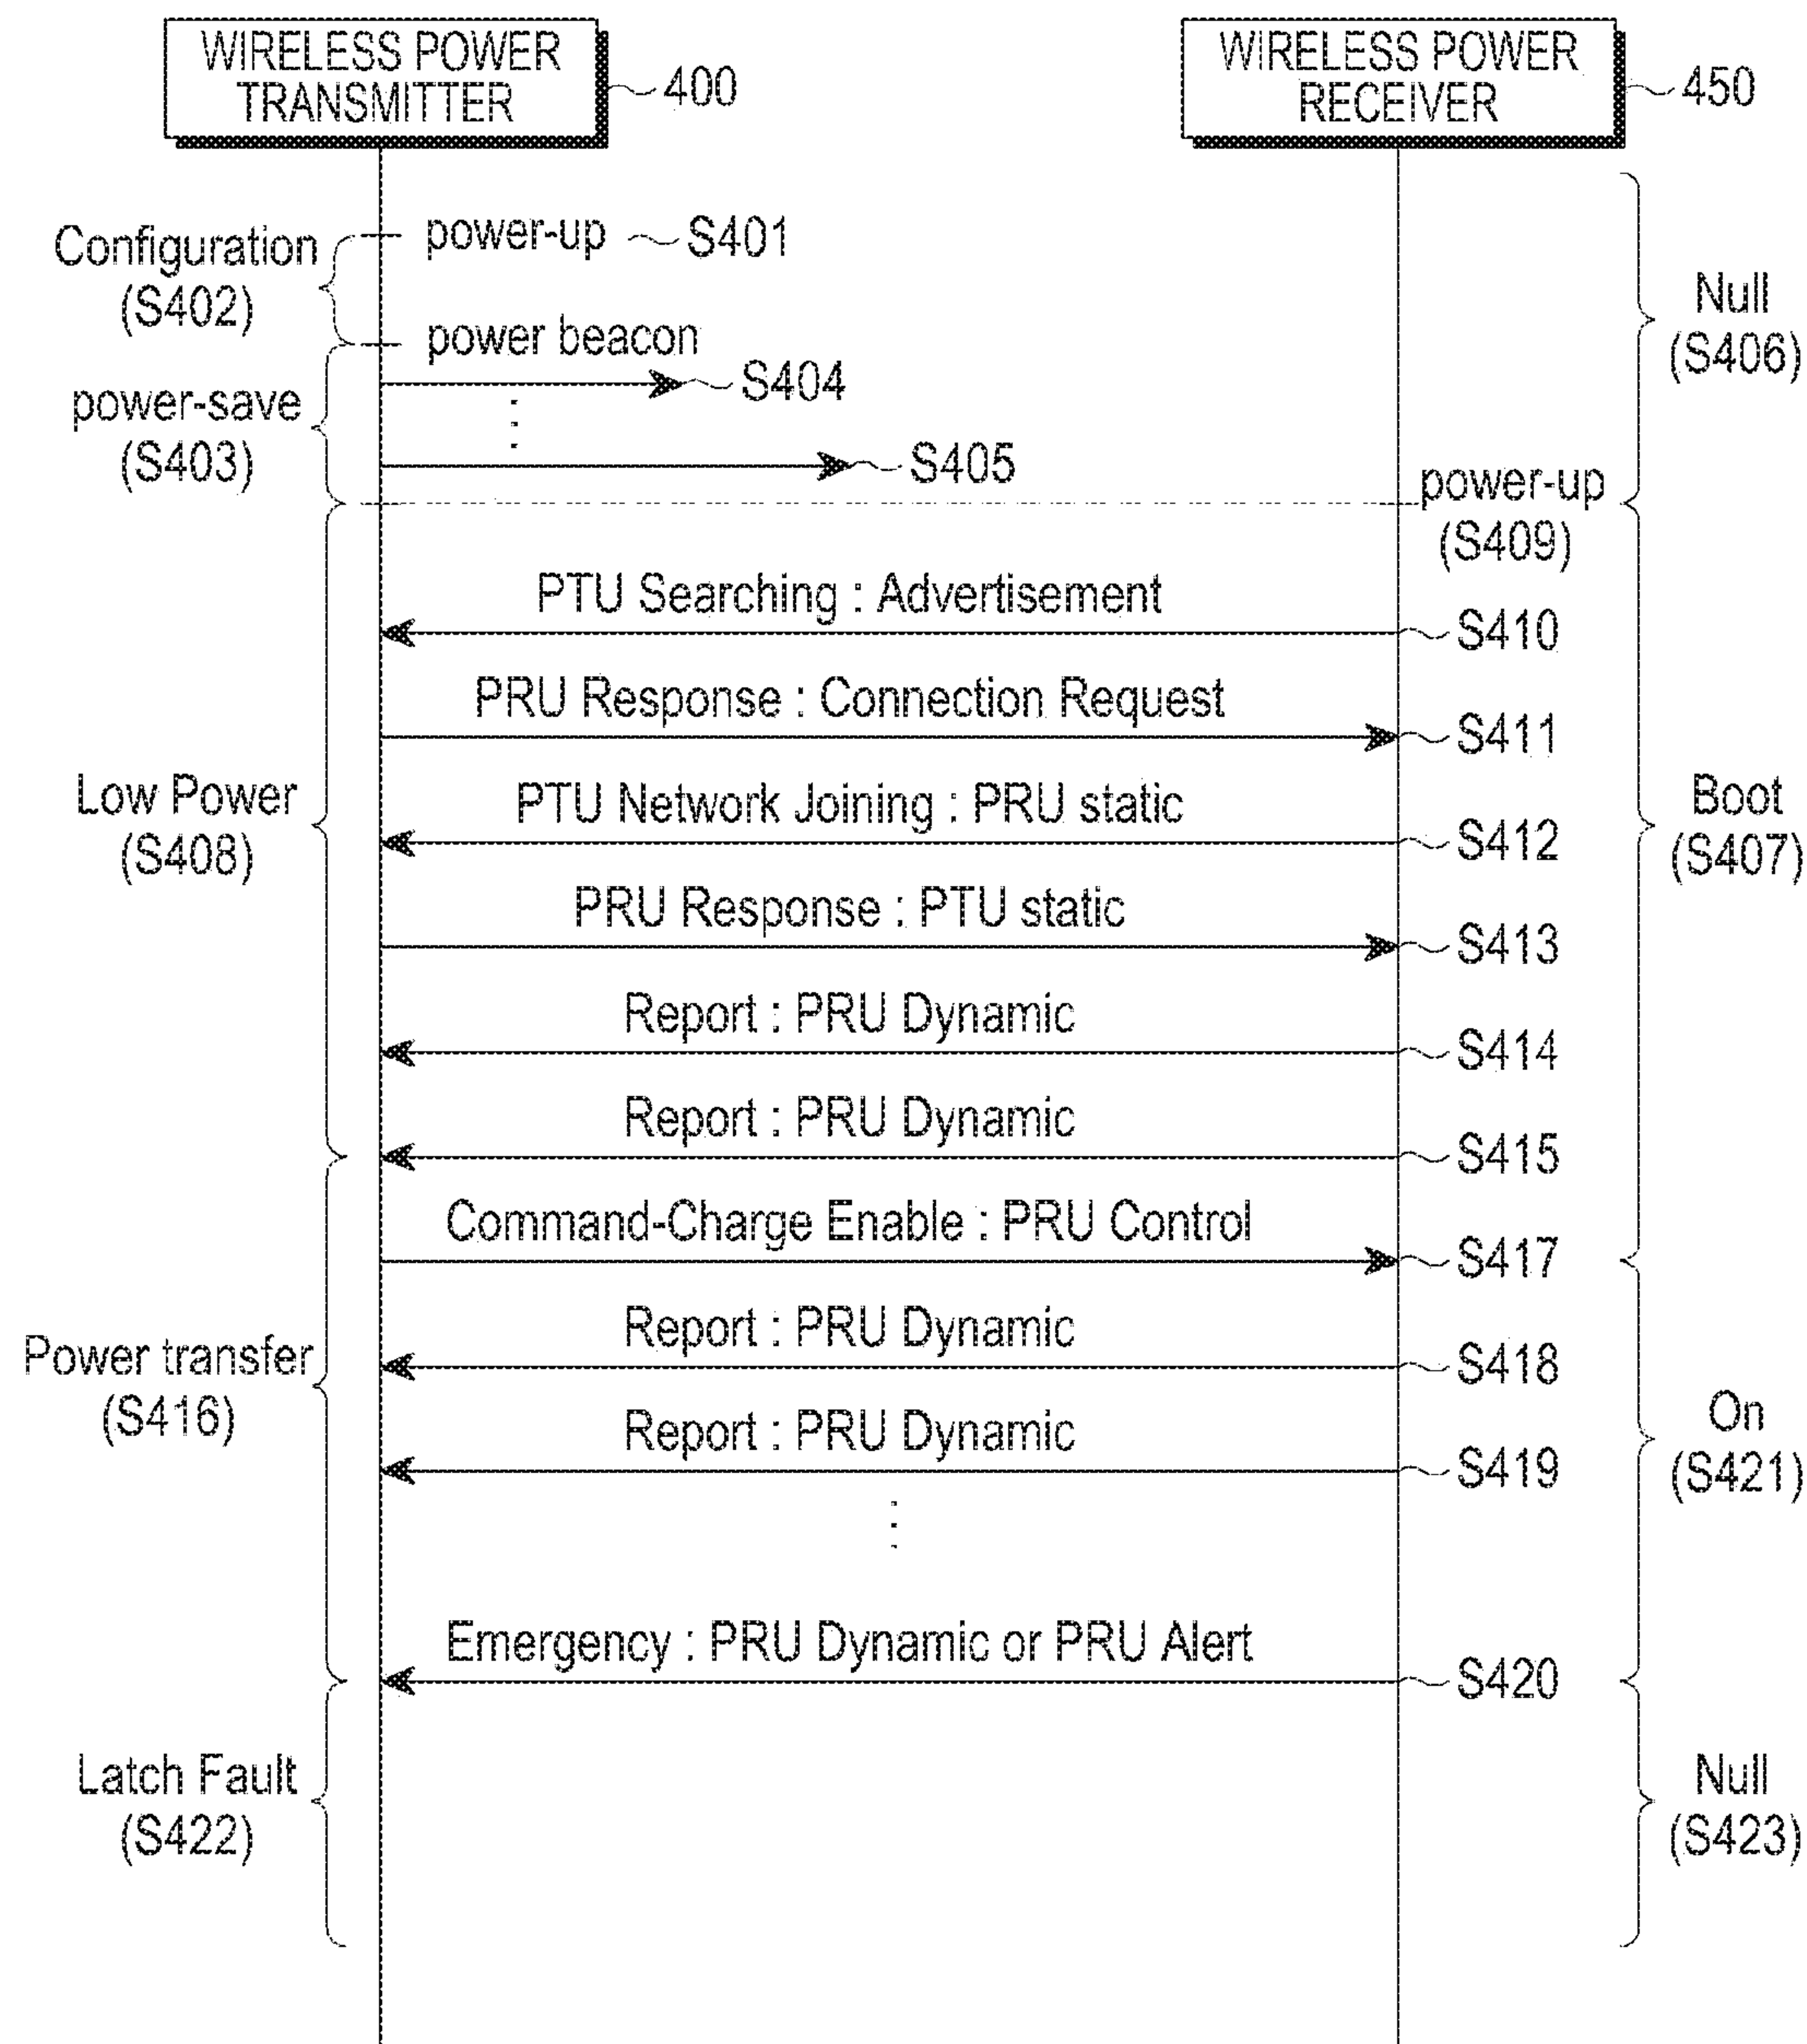 WIRELESS POWER
TRANSMITTER
400
WIRELESS POWER
RECEIVER
450
Configuration
(S402)
power-up
S401
Null
(S406)
power beacon
S404
power-save
(S403)
S405
power-up
(S409)
PTU Searching : Advertisement
S410
PRU Response : Connection Request
S411
Low Power
(S408)
PTU Network Joining : PRU static
S412
Boot
(S407)
PRU Response : PTU static
S413
Report : PRU Dynamic
S414
Report : PRU Dynamic
S415
Command-Charge Enable : PRU Control
S417
Report : PRU Dynamic
S418
Power transfer
(S416)
Report : PRU Dynamic
S419
On
(S421)
Emergency : PRU Dynamic or PRU Alert
S420
Latch Fault
(S422)
Null
(S423)